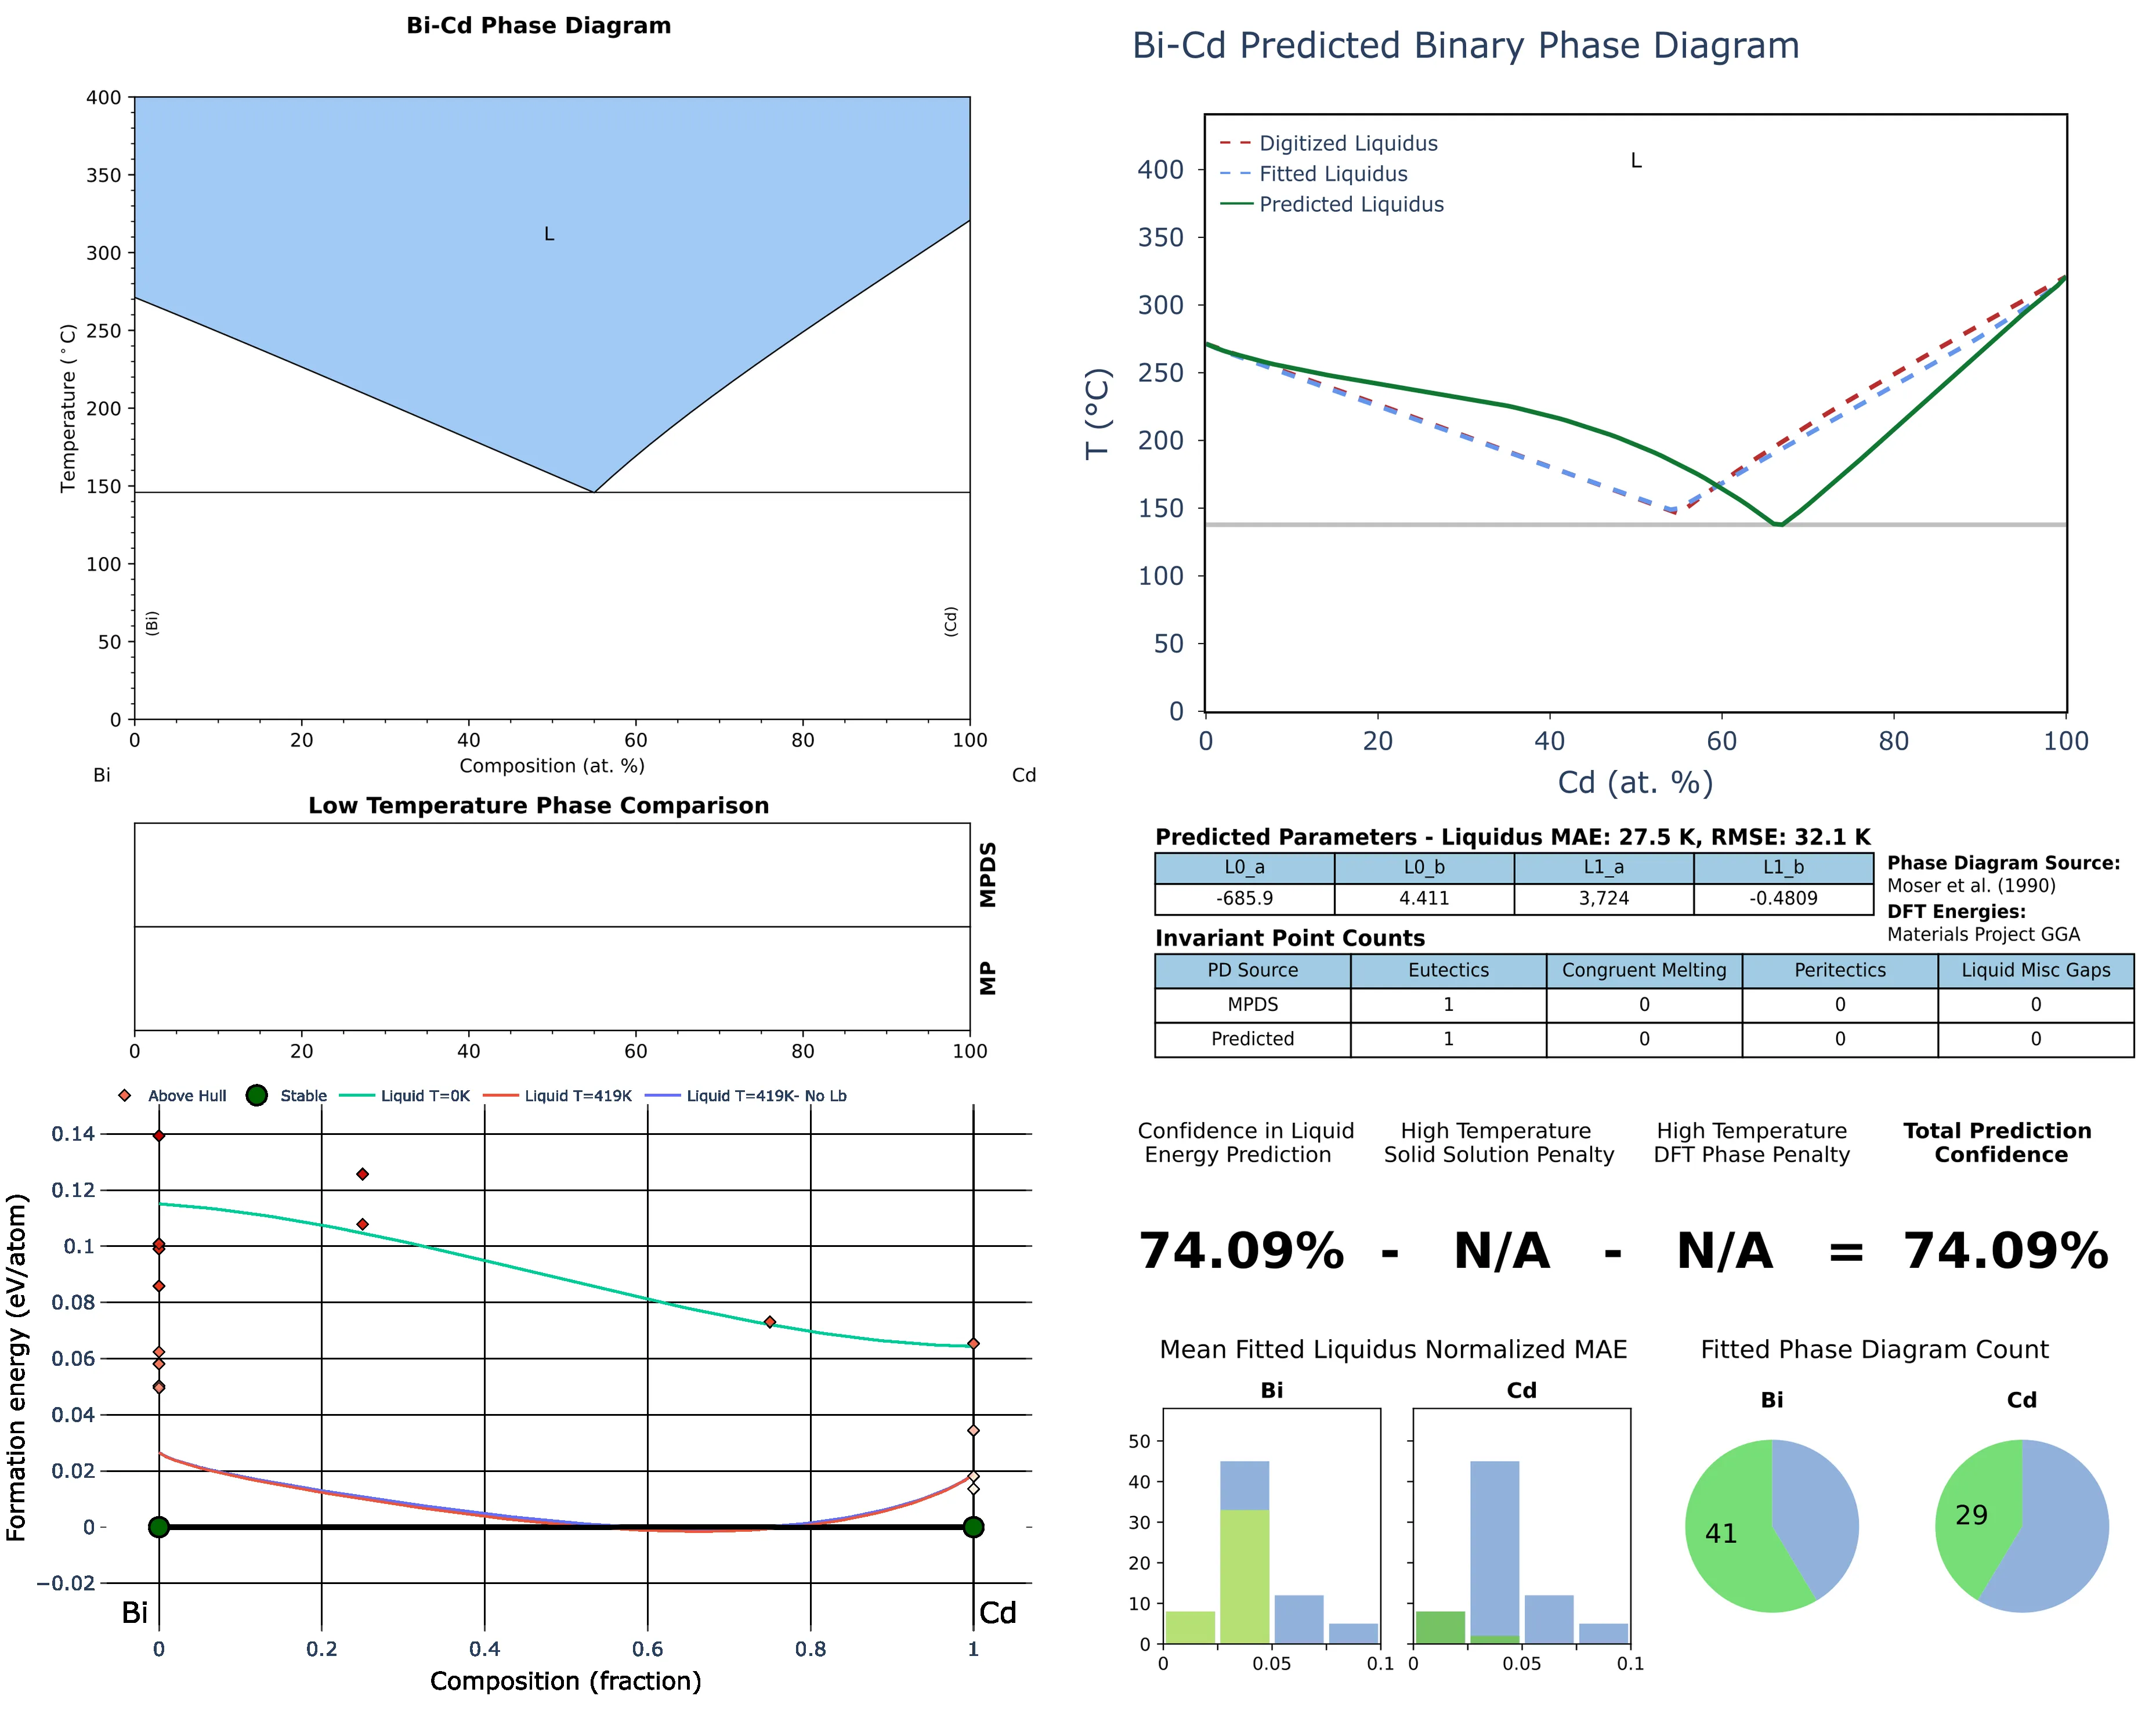 Bi-Cd Phase Diagram
400
350
300
250
200
150
100
50
0
Temperature (°C)
L
(Bi)
(Cd)
0 20 40 60 80 100
Composition (at. %)
Bi Cd
Bi-Cd Predicted Binary Phase Diagram
Digitized Liquidus
Fitted Liquidus
Predicted Liquidus
L
400
350
300
250
200
150
100
50
0
T (°C)
0 20 40 60 80 100
Cd (at. %)
Low Temperature Phase Comparison
MPDS
MP
0 20 40 60 80 100
Predicted Parameters - Liquidus MAE: 27.5 K, RMSE: 32.1 K
L0_a L0_b L1_a L1_b
-685.9 4.411 3,724 -0.4809
Phase Diagram Source:
Moser et al. (1990)
DFT Energies:
Materials Project GGA
Invariant Point Counts
PD Source Eutectics Congruent Melting Peritectics Liquid Misc Gaps
MPDS 1 0 0 0
Predicted 1 0 0 0
Above Hull Stable Liquid T=0K Liquid T=419K Liquid T=419K- No Lb
0.14
0.12
0.1
0.08
0.06
0.04
0.02
0
−0.02
Formation energy (eV/atom)
Bi Cd
0 0.2 0.4 0.6 0.8 1
Composition (fraction)
Confidence in Liquid
Energy Prediction
High Temperature
Solid Solution Penalty
High Temperature
DFT Phase Penalty
Total Prediction
Confidence
74.09% - N/A - N/A = 74.09%
Mean Fitted Liquidus Normalized MAE
Bi Cd
50
40
30
20
10
0
0 0.05 0.1 0 0.05 0.1
Fitted Phase Diagram Count
Bi Cd
41 29